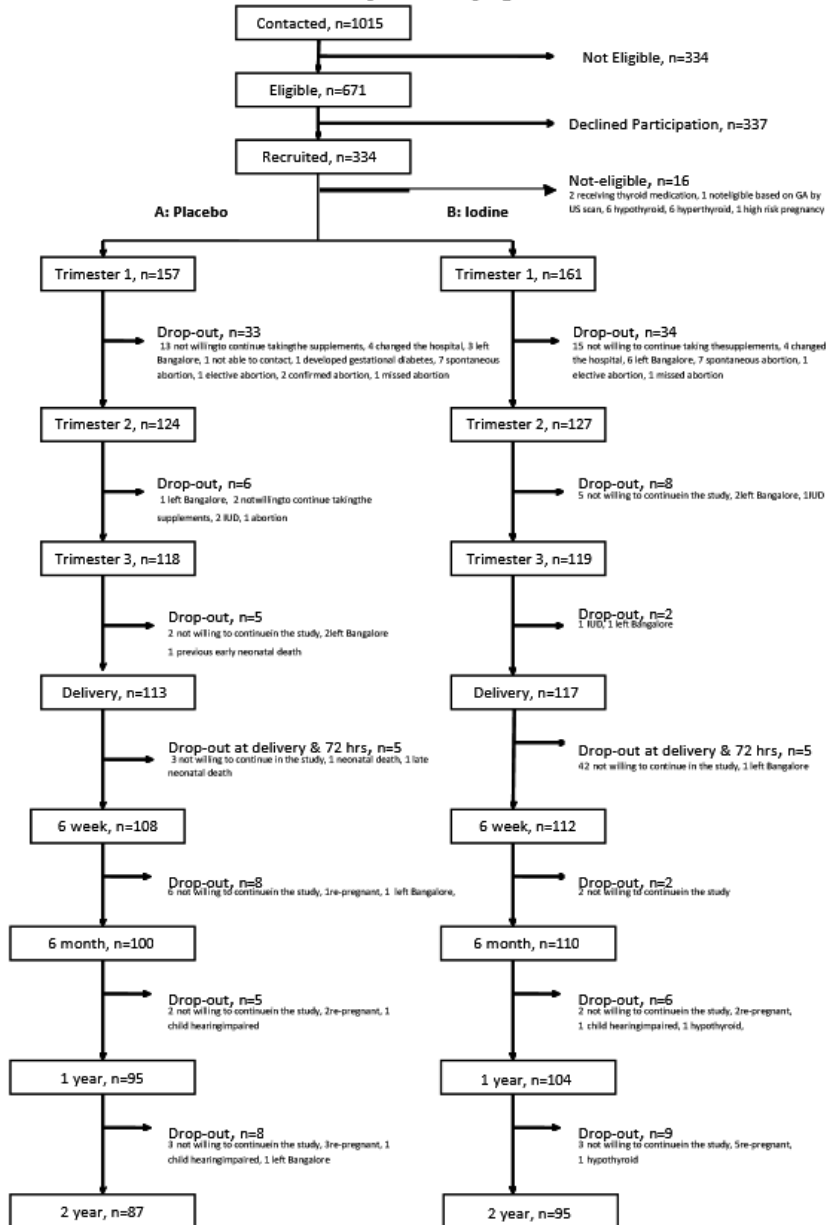 Contacted, n=1015
Not Eligible, n=334
Eligible, n=671
Declined Participation, n=337
Recruited, n=334
Not-eligible, n=16
2 receiving thyroid medication, 1 noteligible based on GA by
US scan, 6 hypothyroid, 6 hyperthyroid, 1 high risk pregnancy
A: Placebo
B: Iodine
Trimester 1, n=157
Trimester 1, n=161
Drop-out, n=33
13 not willingto continue takingthe supplements, 4 changed the hospital, 3 left
Bangalore, 1 not able to contact, 1 developed gestational diabetes, 7 spontaneous
abortion, 1 elective abortion, 2 confirmed abortion, 1 missed abortion
Drop-out, n=34
15 not willing to continue taking thesupplements, 4 changed
the hospital, 6 left Bangalore, 7 spontaneous abortion, 1
elective abortion, 1 missed abortion
Trimester 2, n=124
Trimester 2, n=127
Drop-out, n=6
1 left Bangalore, 2 notwillingto continue takingthe
supplements, 2 IUD, 1 abortion
Drop-out, n=8
5 not willing to continuein the study, 2left Bangalore, 1IUD
Trimester 3, n=118
Trimester 3, n=119
Drop-out, n=5
2 not willing to continuein the study, 2left Bangalore
1 previous early neonatal death
Drop-out, n=2
1 IUD, 1 left Bangalore
Delivery, n=113
Delivery, n=117
Drop-out at delivery & 72 hrs, n=5
3 not willing to continue in the study, 1 neonatal death, 1 late
neonatal death
Drop-out at delivery & 72 hrs, n=5
42 not willing to continue in the study, 1 left Bangalore
6 week, n=108
6 week, n=112
Drop-out, n=8
6 not willing to continuein the study, 1re-pregnant, 1 left Bangalore,
Drop-out, n=2
2 not willing to continuein the study
6 month, n=100
6 month, n=110
Drop-out, n=5
2 not willing to continuein the study, 2re-pregnant, 1
child hearingimpaired
Drop-out, n=6
2 not willing to continuein the study, 2re-pregnant,
1 child hearingimpaired, 1 hypothyroid,
1 year, n=95
1 year, n=104
Drop-out, n=8
3 not willing to continuein the study, 3re-pregnant, 1
child hearingimpaired, 1 left Bangalore
Drop-out, n=9
3 not willing to continuein the study, 5re-pregnant,
1 hypothyroid
2 year, n=87
2 year, n=95